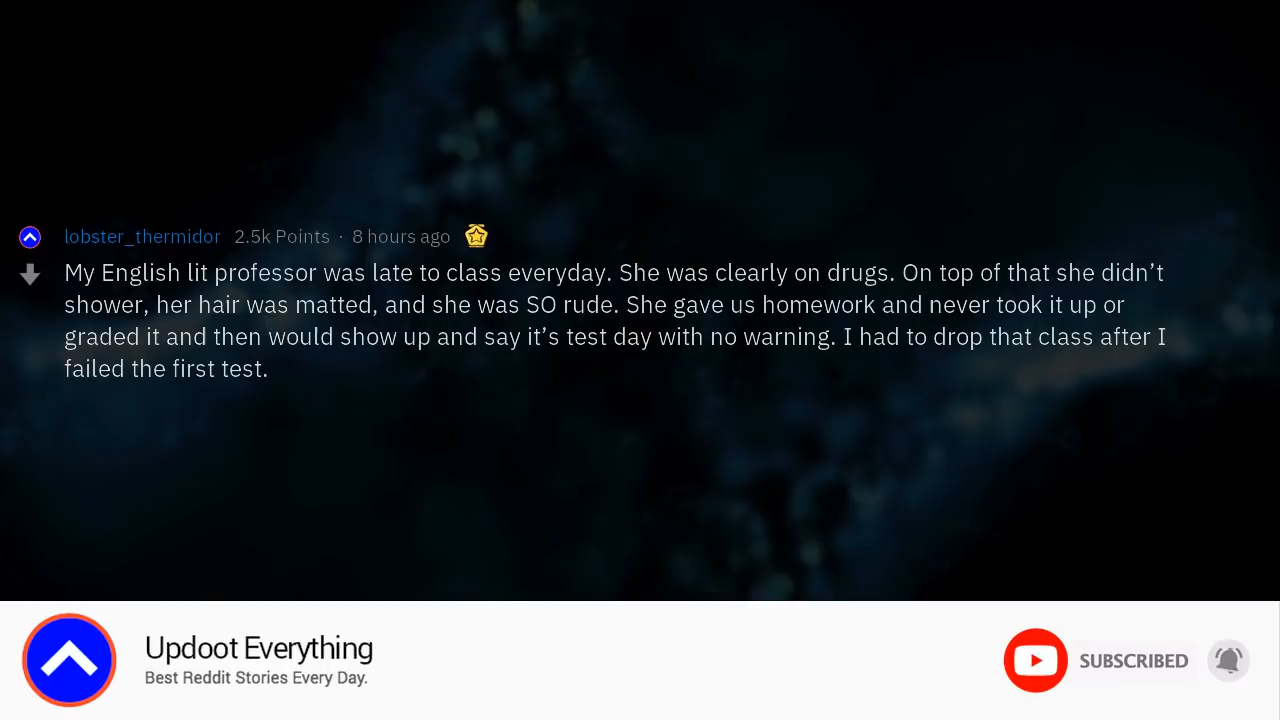 lobster_thermidor 2.5k Points · 8 hours ago
My English lit professor was late to class everyday. She was clearly on drugs. On top of that she didn’t
shower, her hair was matted, and she was SO rude. She gave us homework and never took it up or
graded it and then would show up and say it’s test day with no warning. I had to drop that class after I
failed the first test.
Updoot Everything
Best Reddit Stories Every Day.
SUBSCRIBED